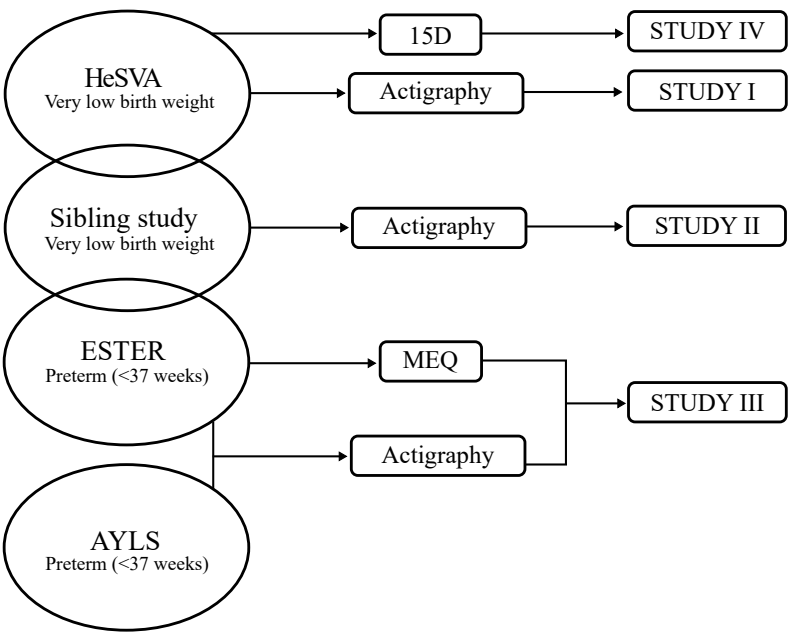 HeSVA
Very low birth weight
15D
STUDY IV
Actigraphy
STUDY I
Sibling study
Very low birth weight
Actigraphy
STUDY II
ESTER
Preterm (<37 weeks)
MEQ
Actigraphy
STUDY III
AYLS
Preterm (<37 weeks)